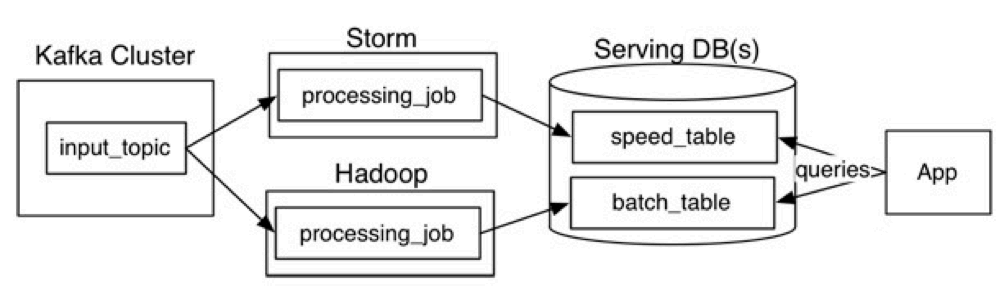 Kafka Cluster
input_topic
Storm
processing_job
Hadoop
processing_job
Serving DB(s)
speed_table
batch_table
queries
App